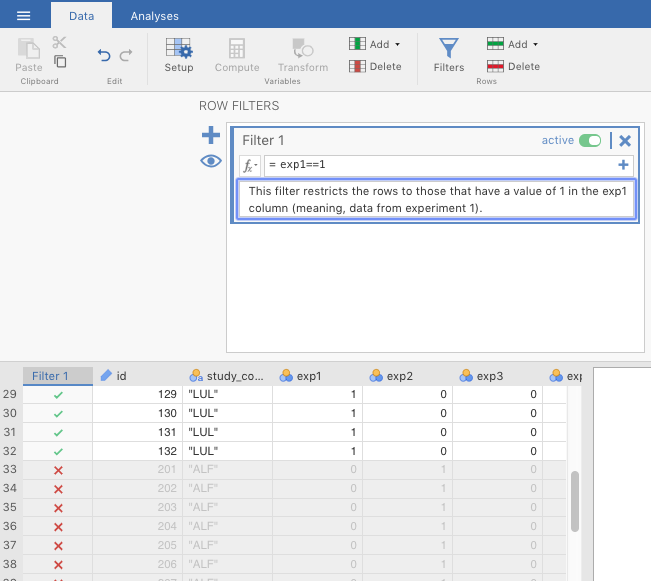 Data Analyses
Paste Setup Compute Transform Add Delete Filters Add Delete
Clipboard Edit Variables Rows
ROW FILTERS
Filter 1 active
fx = exp1==1
This filter restricts the rows to those that have a value of 1 in the exp1
column (meaning, data from experiment 1).
Filter 1 id study_co... exp1 exp2 exp3
29 129 "LUL" 1 0 0
30 130 "LUL" 1 0 0
31 131 "LUL" 1 0 0
32 132 "LUL" 1 0 0
33 201 "ALF" 0 1 0
34 202 "ALF" 0 1 0
35 203 "ALF" 0 1 0
36 204 "ALF" 0 1 0
37 205 "ALF" 0 1 0
38 206 "ALF" 0 1 0